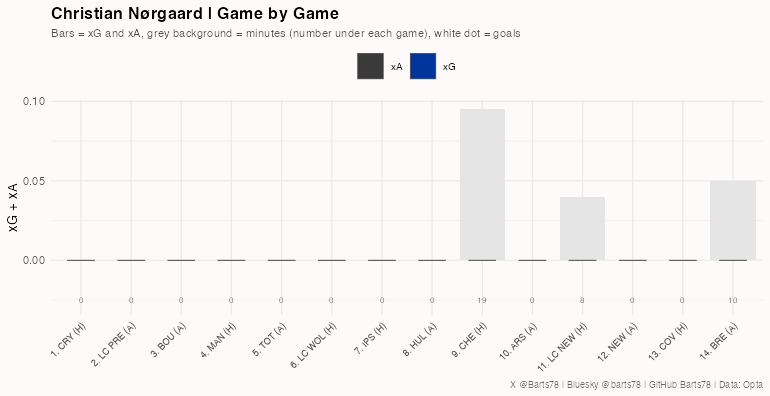 Christian Nørgaard | Game by Game
Bars = xG and xA, grey background = minutes (number under each game), white dot = goals
xA xG
xG + xA
0.10
0.05
0.00
0 0 0 0 0 0 0 0 19 0 8 0 0 10
1. CRY (H)
2. LC PRE (A)
3. BOU (A)
4. MAN (H)
5. TOT (A)
6. LC WOL (H)
7. IPS (H)
8. HUL (A)
9. CHE (H)
10. ARS (A)
11. LC NEW (H)
12. NEW (A)
13. COV (H)
14. BRE (A)
X @Barts78 | Bluesky @barts78 | GitHub Barts78 | Data: Opta